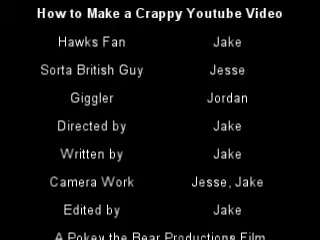 How to Make a Crappy Youtube Video
Hawks Fan Jake
Sorta British Guy Jesse
Giggler Jordan
Directed by Jake
Written by Jake
Camera Work Jesse, Jake
Edited by Jake
A Pokey the Bear Productions Film